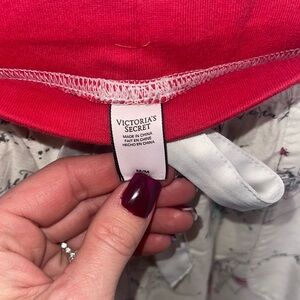 VICTORIA'S
SECRET
MADE IN CHINA
FAIT EN CHINE
HECHO EN CHINA